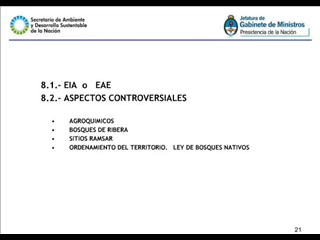 Secretaría de Ambiente
y Desarrollo Sustentable
de la Nación
Jefatura de
Gabinete de Ministros
Presidencia de la Nación
8.1.- EIA o EAE
8.2.- ASPECTOS CONTROVERSIALES
• AGROQUIMICOS
• BOSQUES DE RIBERA
• SITIOS RAMSAR
• ORDENAMIENTO DEL TERRITORIO. LEY DE BOSQUES NATIVOS
21